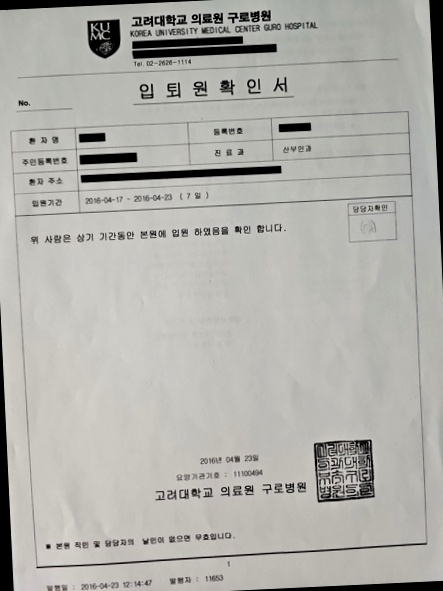 KU
MC
고려대학교 의료원 구로병원
KOREA UNIVERSITY MEDICAL CENTER GURO HOSPITAL
Tel. 02-2626-1114
입 퇴 원 확 인 서
No.
환 자 명 등록번호
주민등록번호 진 료 과 산부인과
환자 주소
입원기간 2016-04-17 - 2016-04-23 ( 7 일 )
담당자확인
위 사람은 상기 기간동안 본원에 입원 하였음을 확인 합니다.
2016년 04월 23일
요양기관기호 : 11100494
고려대학교 의료원 구로병원
※ 본원 직인 및 담당자의 날인이 없으면 무효입니다.
1
발행일 : 2016-04-23 12:14:47 발행자 : 11653